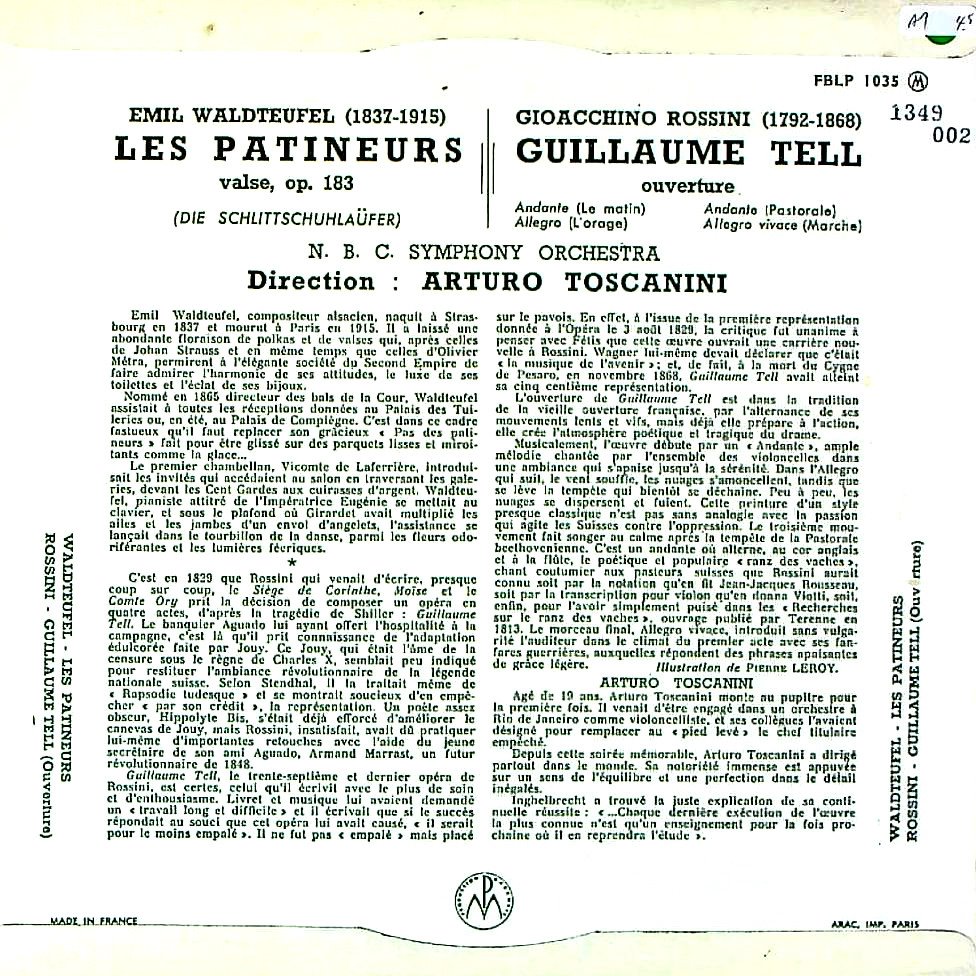 A1 45
FBLP 1035 M
1349
002
EMIL WALDTEUFEL (1837-1915)
LES PATINEURS
valse, op. 183
(DIE SCHLITTSCHUHLAÜFER)
GIOACCHINO ROSSINI (1792-1868)
GUILLAUME TELL
ouverture
Andante (Le matin) Andante (Pastorale)
Allegro (L'orage) Allegro vivace (Marche)
N. B. C. SYMPHONY ORCHESTRA
Direction : ARTURO TOSCANINI
Emil Waldteufel, compositeur alsacien, naquit à Stras-
bourg en 1837 et mourut à Paris en 1915. Il a laissé une
abondante floraison de polkas et de valses qui, après celles
de Johan Strauss et en même temps que celles d'Olivier
Métra, permirent à l'élégante société du Second Empire de
faire admirer l'harmonie de ses attitudes, le luxe de ses
toilettes et l'éclat de ses bijoux.
Nommé en 1865 directeur des bals de la Cour, Waldteufel
assistait à toutes les réceptions données au Palais des Tui-
leries ou, en été, au Palais de Compiègne. C'est dans ce cadre
fastueux qu'il faut replacer son gracieux « Pas des pati-
neurs » fait pour être glissé sur des parquets lisses et miroi-
tants comme la glace...
Le premier chambellan, Vicomte de Laferrière, introdui-
sait les invités qui accédaient au salon en traversant les gale-
ries, devant les Cent Gardes aux cuirasses d'argent. Waldteu-
fel, pianiste attitré de l'Impératrice Eugénie se mettait au
clavier, et sous le plafond où Girardet avait multiplié les
ailes et les jambes d'un envol d'angelets, l'assistance se
lançait dans le tourbillon de la danse, parmi les fleurs odo-
riférantes et les lumières féeriques.
*
C'est en 1829 que Rossini qui venait d'écrire, presque
coup sur coup, le Siège de Corinthe, Moïse et le
Comte Ory prit la décision de composer un opéra en
quatre actes, d'après la tragédie de Shiller : Guillaume
Tell. Le banquier Aguado lui ayant offert l'hospitalité à la
campagne, c'est là qu'il prit connaissance de l'adaptation
édulcorée faite par Jouy. Ce Jouy, qui était l'âme de la
censure sous le règne de Charles X, semblait peu indiqué
pour restituer l'ambiance révolutionnaire de la légende
nationale suisse. Selon Stendhal, il la traitait même de
« Rapsodie tudesque » et se montrait soucieux d'en empê-
cher « par son crédit », la représentation. Un poète assez
obscur, Hippolyte Bis, s'était déjà efforcé d'améliorer le
canevas de Jouy, mais Rossini, insatisfait, avait dû pratiquer
lui-même d'importantes retouches avec l'aide du jeune
secrétaire de son ami Aguado, Armand Marrast, un futur
révolutionnaire de 1848.
Guillaume Tell, le trente-septième et dernier opéra de
Rossini, est certes, celui qu'il écrivit avec le plus de soin
et d'enthousiasme. Livret et musique lui avaient demandé
un « travail long et difficile » et il écrivait que si le succès
répondait au souci que cet opéra lui avait causé, « il serait
pour le moins empalé ». Il ne fut pas « empalé » mais placé
sur le pavois. En effet, à l'issue de la première représentation
donnée à l'Opéra le 3 août 1829, la critique fut unanime à
penser avec Fétis que cette œuvre ouvrait une carrière nou-
velle à Rossini. Wagner lui-même devait déclarer que c'était
« la musique de l'avenir » ; et, de fait, à la mort du Cygne
de Pesaro, en novembre 1868, Guillaume Tell avait atteint
sa cinq centième représentation.
L'ouverture de Guillaume Tell est dans la tradition
de la vieille ouverture française, par l'alternance de ses
mouvements lents et vifs, mais déjà elle prépare à l'action,
elle crée l'atmosphère poétique et tragique du drame.
Musicalement, l'œuvre débute par un « Andante », ample
mélodie chantée par l'ensemble des violoncelles dans
une ambiance qui s'apaise jusqu'à la sérénité. Dans l'Allegro
qui suit, le vent souffle, les nuages s'amoncellent, tandis que
se lève la tempête qui bientôt se déchaîne. Peu à peu, les
nuages se dispersent et fuient. Cette peinture d'un style
presque classique n'est pas sans analogie avec la passion
qui agite les Suisses contre l'oppression. Le troisième mou-
vement fait songer au calme après la tempête de la Pastorale
beethovenienne. C'est un andante où alterne, au cor anglais
et à la flûte, le poétique et populaire « ranz des vaches »,
chant coutumier aux pasteurs suisses que Rossini aurait
connu soit par la notation qu'en fit Jean-Jacques Rousseau,
soit par la transcription pour violon qu'en donna Viotti, soit,
enfin, pour l'avoir simplement puisé dans les « Recherches
sur le ranz des vaches », ouvrage publié par Terenne en
1813. Le morceau final, Allegro vivace, introduit sans vulga-
rité l'auditeur dans le climat du premier acte avec ses fan-
fares guerrières, auxquelles répondent des phrases apaisantes
de grâce légère. Illustration de PIERRE LEROY.
ARTURO TOSCANINI
Agé de 19 ans, Arturo Toscanini monte au pupitre pour
la première fois. Il venait d'être engagé dans un orchestre à
Rio de Janeiro comme violoncelliste, et ses collègues l'avaient
désigné pour remplacer au « pied levé » le chef titulaire
empêché.
Depuis cette soirée mémorable, Arturo Toscanini a dirigé
partout dans le monde. Sa notoriété immense est appuyée
sur un sens de l'équilibre et une perfection dans le détail
inégalés.
Inghelbrecht a trouvé la juste explication de sa conti-
nuelle réussite : « ...Chaque dernière exécution de l'œuvre
la plus connue n'est qu'un enseignement pour la fois pro-
chaine où il en reprendra l'étude ».
WALDTEUFEL - LES PATINEURS
ROSSINI - GUILLAUME TELL (Ouverture)
WALDTEUFEL - LES PATINEURS
ROSSINI - GUILLAUME TELL (Ouv rture)
MADE IN FRANCE
ARAC, IMP. PARIS